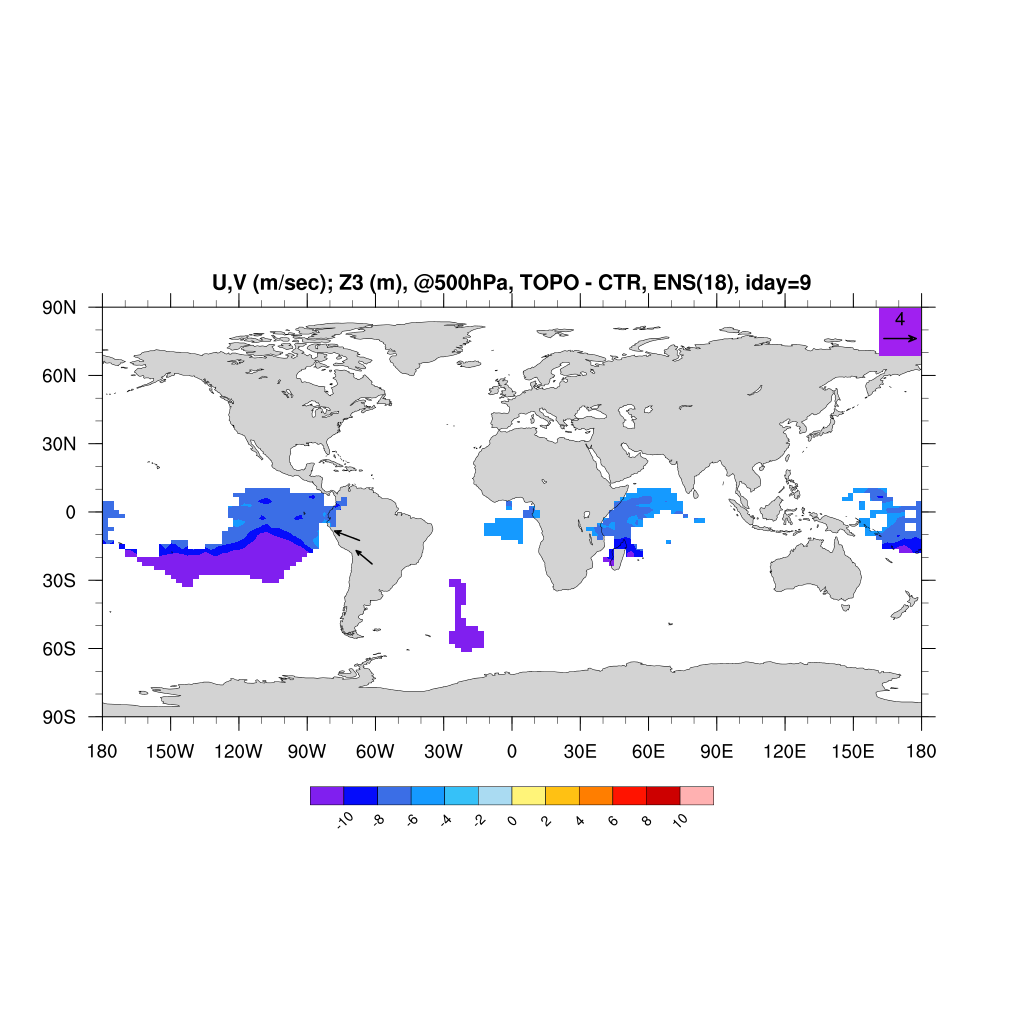 U,V (m/sec); Z3 (m), @500hPa, TOPO - CTR, ENS(18), iday=9
90N
4
60N
30N
0
30S
60S
90S
180 150W 120W 90W 60W 30W 0 30E 60E 90E 120E 150E 180
-10 -8 -6 -4 -2 0 2 4 6 8 10